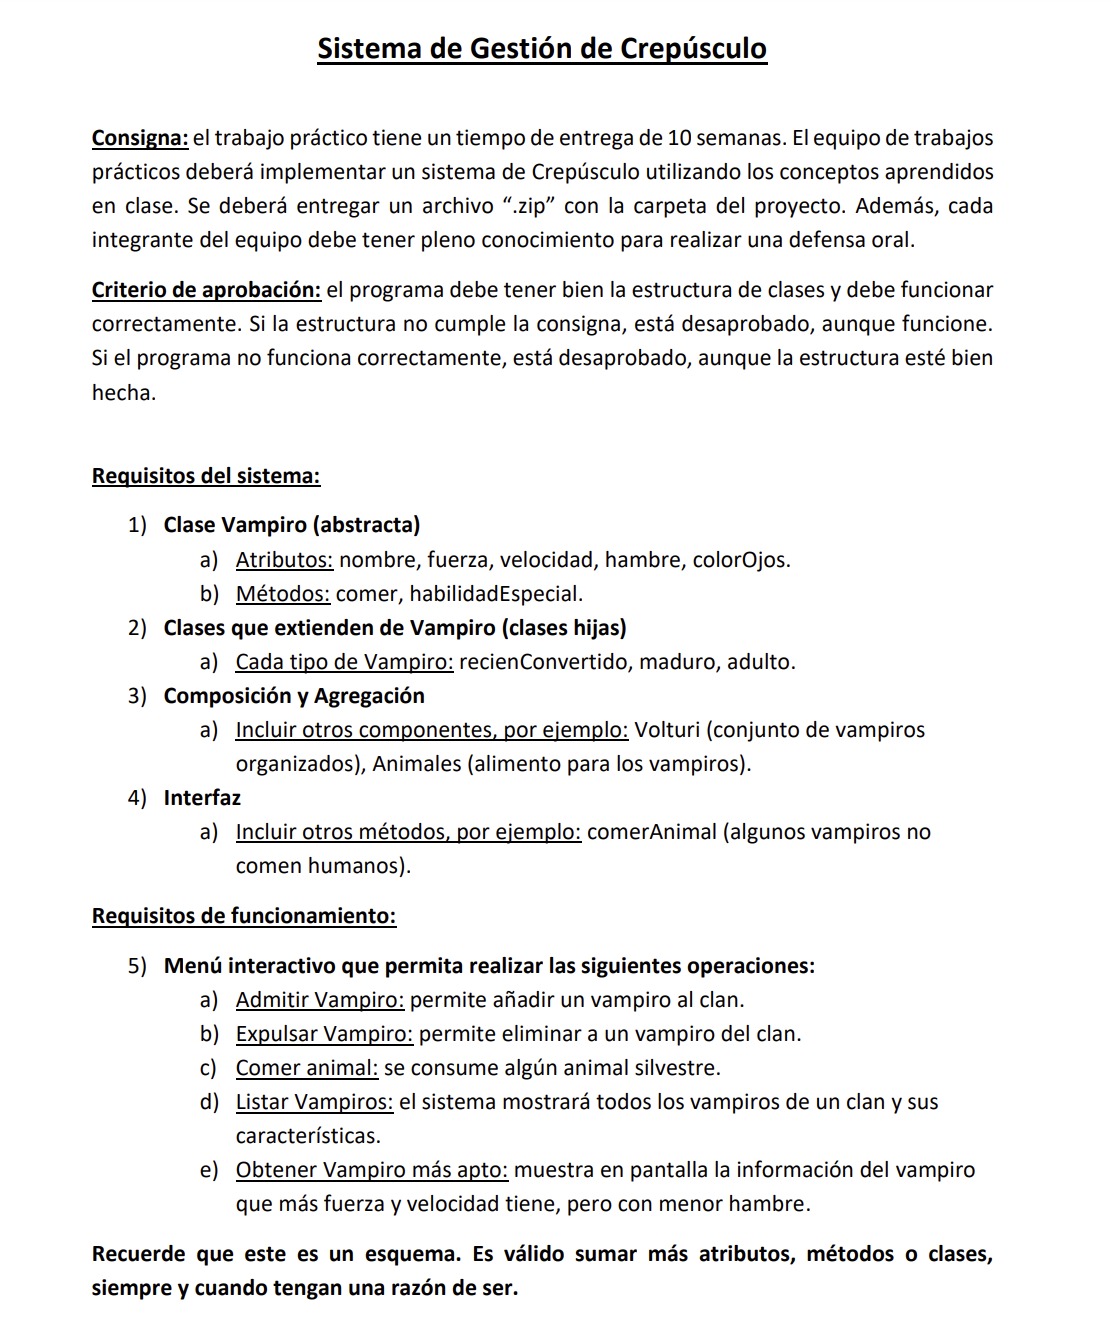 Sistema de Gestión de Crepúsculo
Consigna: el trabajo práctico tiene un tiempo de entrega de 10 semanas. El equipo de trabajos
prácticos deberá implementar un sistema de Crepúsculo utilizando los conceptos aprendidos
en clase. Se deberá entregar un archivo “.zip” con la carpeta del proyecto. Además, cada
integrante del equipo debe tener pleno conocimiento para realizar una defensa oral.
Criterio de aprobación: el programa debe tener bien la estructura de clases y debe funcionar
correctamente. Si la estructura no cumple la consigna, está desaprobado, aunque funcione.
Si el programa no funciona correctamente, está desaprobado, aunque la estructura esté bien
hecha.
Requisitos del sistema:
1) Clase Vampiro (abstracta)
a) Atributos: nombre, fuerza, velocidad, hambre, colorOjos.
b) Métodos: comer, habilidadEspecial.
2) Clases que extienden de Vampiro (clases hijas)
a) Cada tipo de Vampiro: recienConvertido, maduro, adulto.
3) Composición y Agregación
a) Incluir otros componentes, por ejemplo: Volturi (conjunto de vampiros
organizados), Animales (alimento para los vampiros).
4) Interfaz
a) Incluir otros métodos, por ejemplo: comerAnimal (algunos vampiros no
comen humanos).
Requisitos de funcionamiento:
5) Menú interactivo que permita realizar las siguientes operaciones:
a) Admitir Vampiro: permite añadir un vampiro al clan.
b) Expulsar Vampiro: permite eliminar a un vampiro del clan.
c) Comer animal: se consume algún animal silvestre.
d) Listar Vampiros: el sistema mostrará todos los vampiros de un clan y sus
características.
e) Obtener Vampiro más apto: muestra en pantalla la información del vampiro
que más fuerza y velocidad tiene, pero con menor hambre.
Recuerde que este es un esquema. Es válido sumar más atributos, métodos o clases,
siempre y cuando tengan una razón de ser.